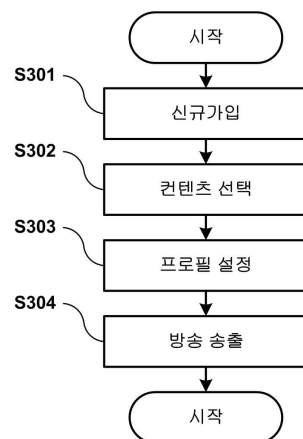 시작
S301
신규가입
S302
컨텐츠 선택
S303
프로필 설정
S304
방송 송출
시작